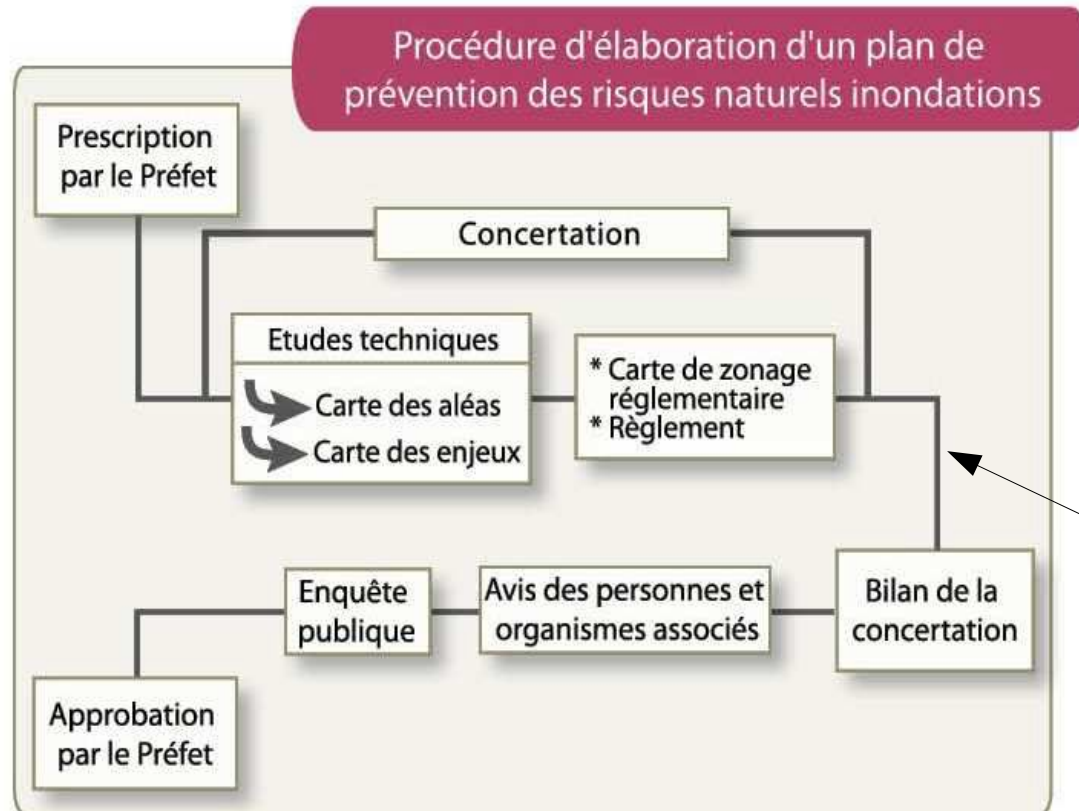 Procédure d'élaboration d'un plan de
prévention des risques naturels inondations
Prescription
par le Préfet
Concertation
Etudes techniques
Carte des aléas
Carte des enjeux
* Carte de zonage
réglementaire
* Règlement
Bilan de la
concertation
Avis des personnes et
organismes associés
Enquête
publique
Approbation
par le Préfet